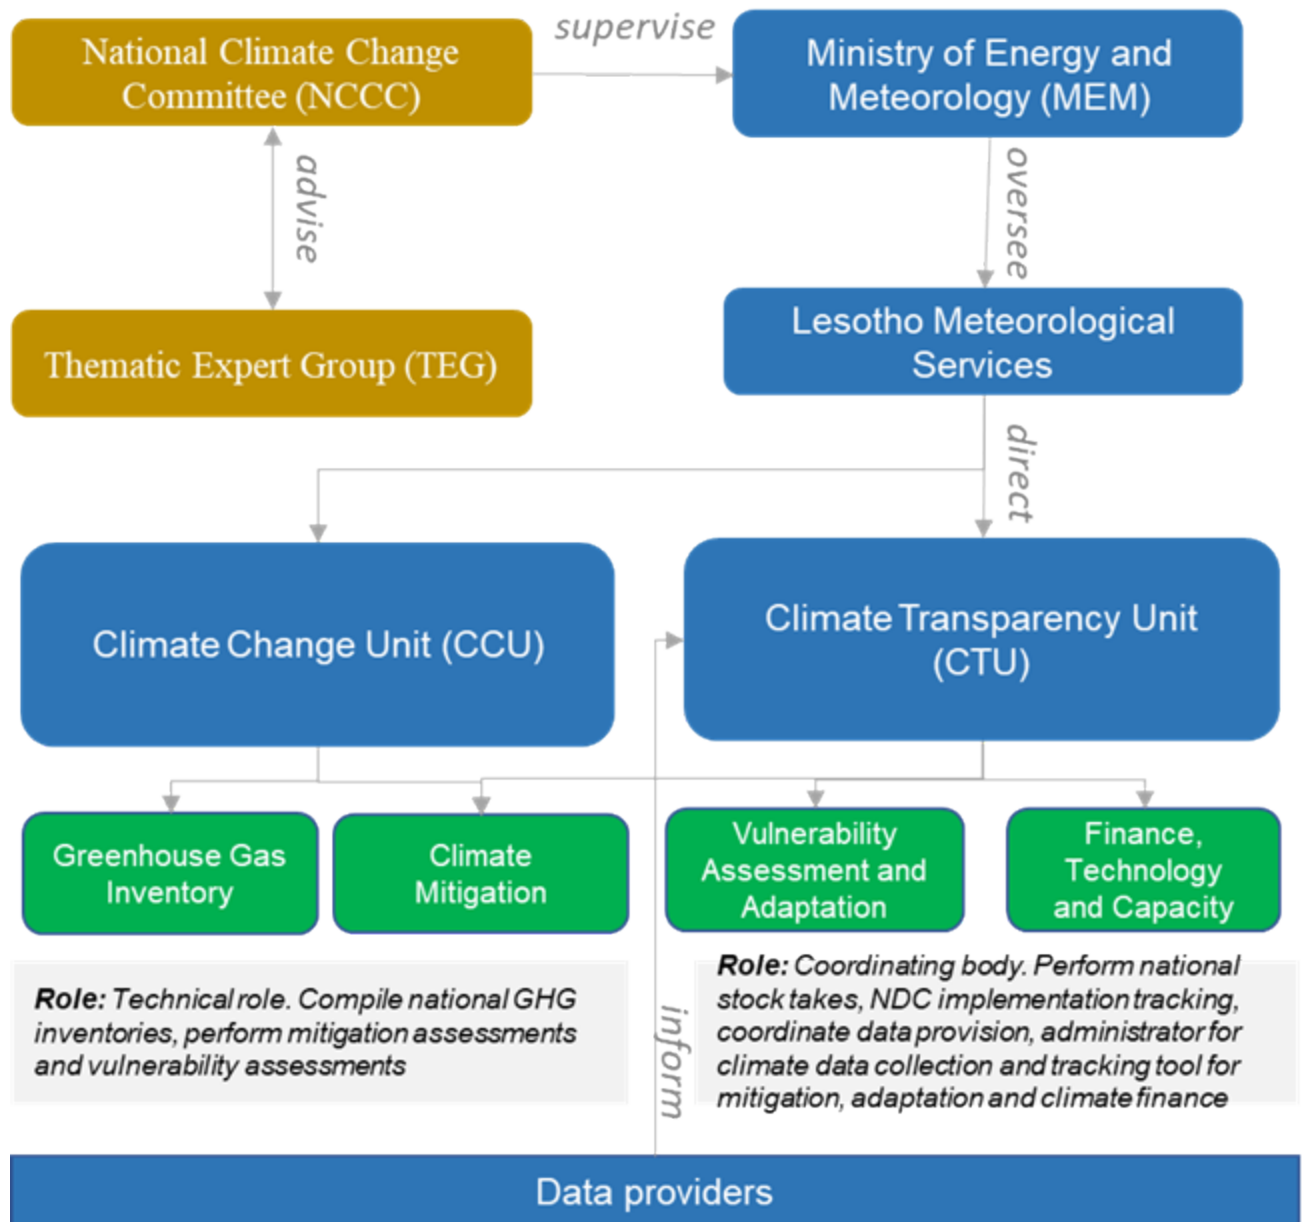 supervise
National Climate Change
Committee (NCCC)
Ministry of Energy and
Meteorology (MEM)
advise
oversee
Thematic Expert Group (TEG)
Lesotho Meteorological
Services
direct
Climate Change Unit (CCU)
Climate Transparency Unit
(CTU)
Greenhouse Gas
Inventory
Climate
Mitigation
Vulnerability
Assessment and
Adaptation
Finance,
Technology
and Capacity
Role: Technical role. Compile national GHG
inventories, perform mitigation assessments
and vulnerability assessments
inform
Role: Coordinating body. Perform national
stock takes, NDC implementation tracking,
coordinate data provision, administrator for
climate data collection and tracking tool for
mitigation, adaptation and climate finance
Data providers